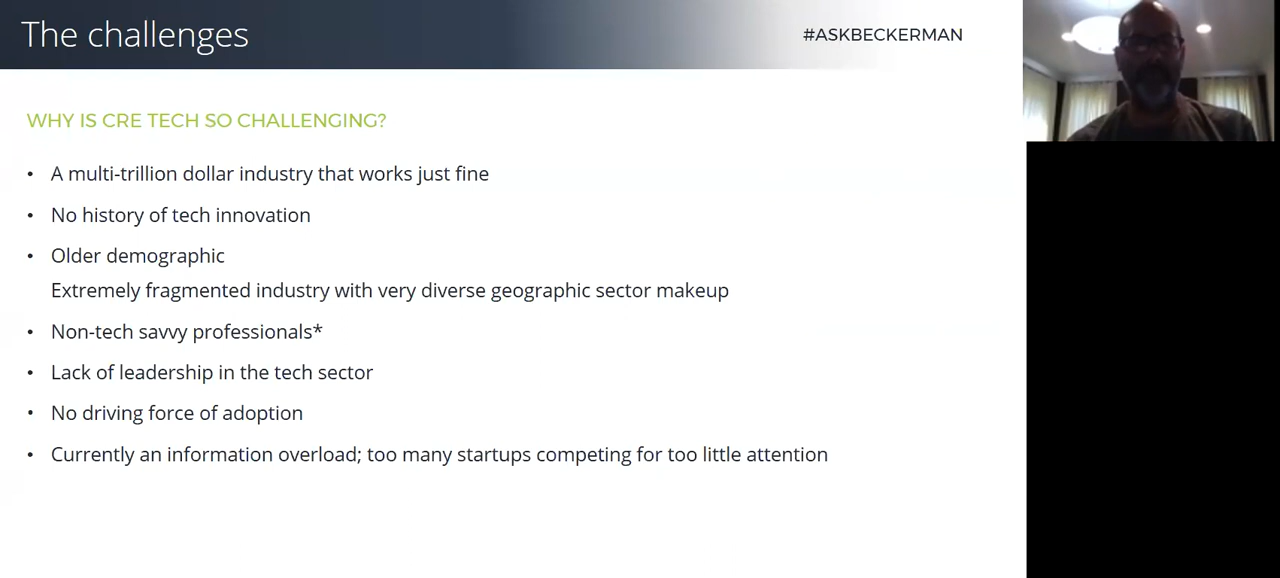 The challenges
#ASKBECKERMAN
WHY IS CRE TECH SO CHALLENGING?
• A multi-trillion dollar industry that works just fine
• No history of tech innovation
• Older demographic
Extremely fragmented industry with very diverse geographic sector makeup
• Non-tech savvy professionals*
• Lack of leadership in the tech sector
• No driving force of adoption
• Currently an information overload; too many startups competing for too little attention